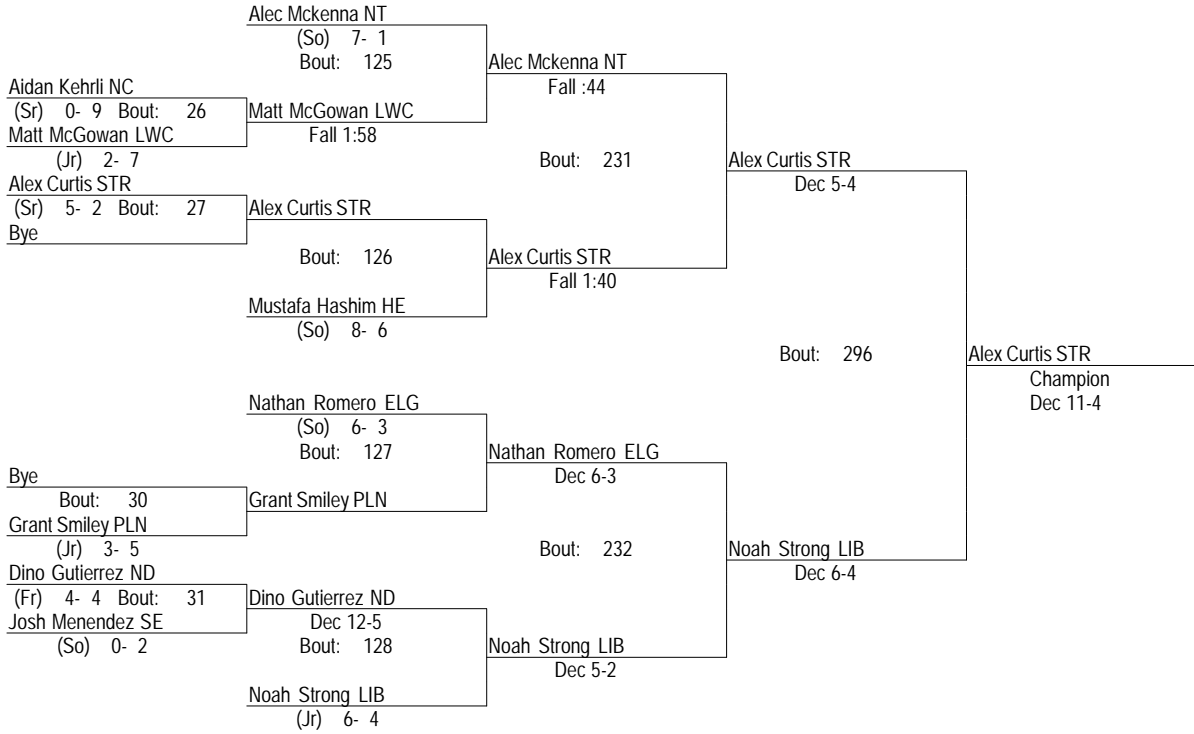 Alec Mckenna NT
(So) 7- 1
Bout: 125
Alec Mckenna NT
Fall :44
Aidan Kehrli NC
(Sr) 0- 9 Bout: 26
Matt McGowan LWC
Matt McGowan LWC
Fall 1:58
(Jr) 2- 7
Bout: 231
Alex Curtis STR
Dec 5-4
Alex Curtis STR
(Sr) 5- 2 Bout: 27
Alex Curtis STR
Bye
Bout: 126
Alex Curtis STR
Fall 1:40
Mustafa Hashim HE
(So) 8- 6
Bout: 296
Alex Curtis STR
Champion
Dec 11-4
Nathan Romero ELG
(So) 6- 3
Bout: 127
Nathan Romero ELG
Dec 6-3
Bye
Bout: 30
Grant Smiley PLN
Grant Smiley PLN
(Jr) 3- 5
Bout: 232
Noah Strong LIB
Dec 6-4
Dino Gutierrez ND
(Fr) 4- 4 Bout: 31
Dino Gutierrez ND
Josh Menendez SE
Dec 12-5
(So) 0- 2
Bout: 128
Noah Strong LIB
Dec 5-2
Noah Strong LIB
(Jr) 6- 4